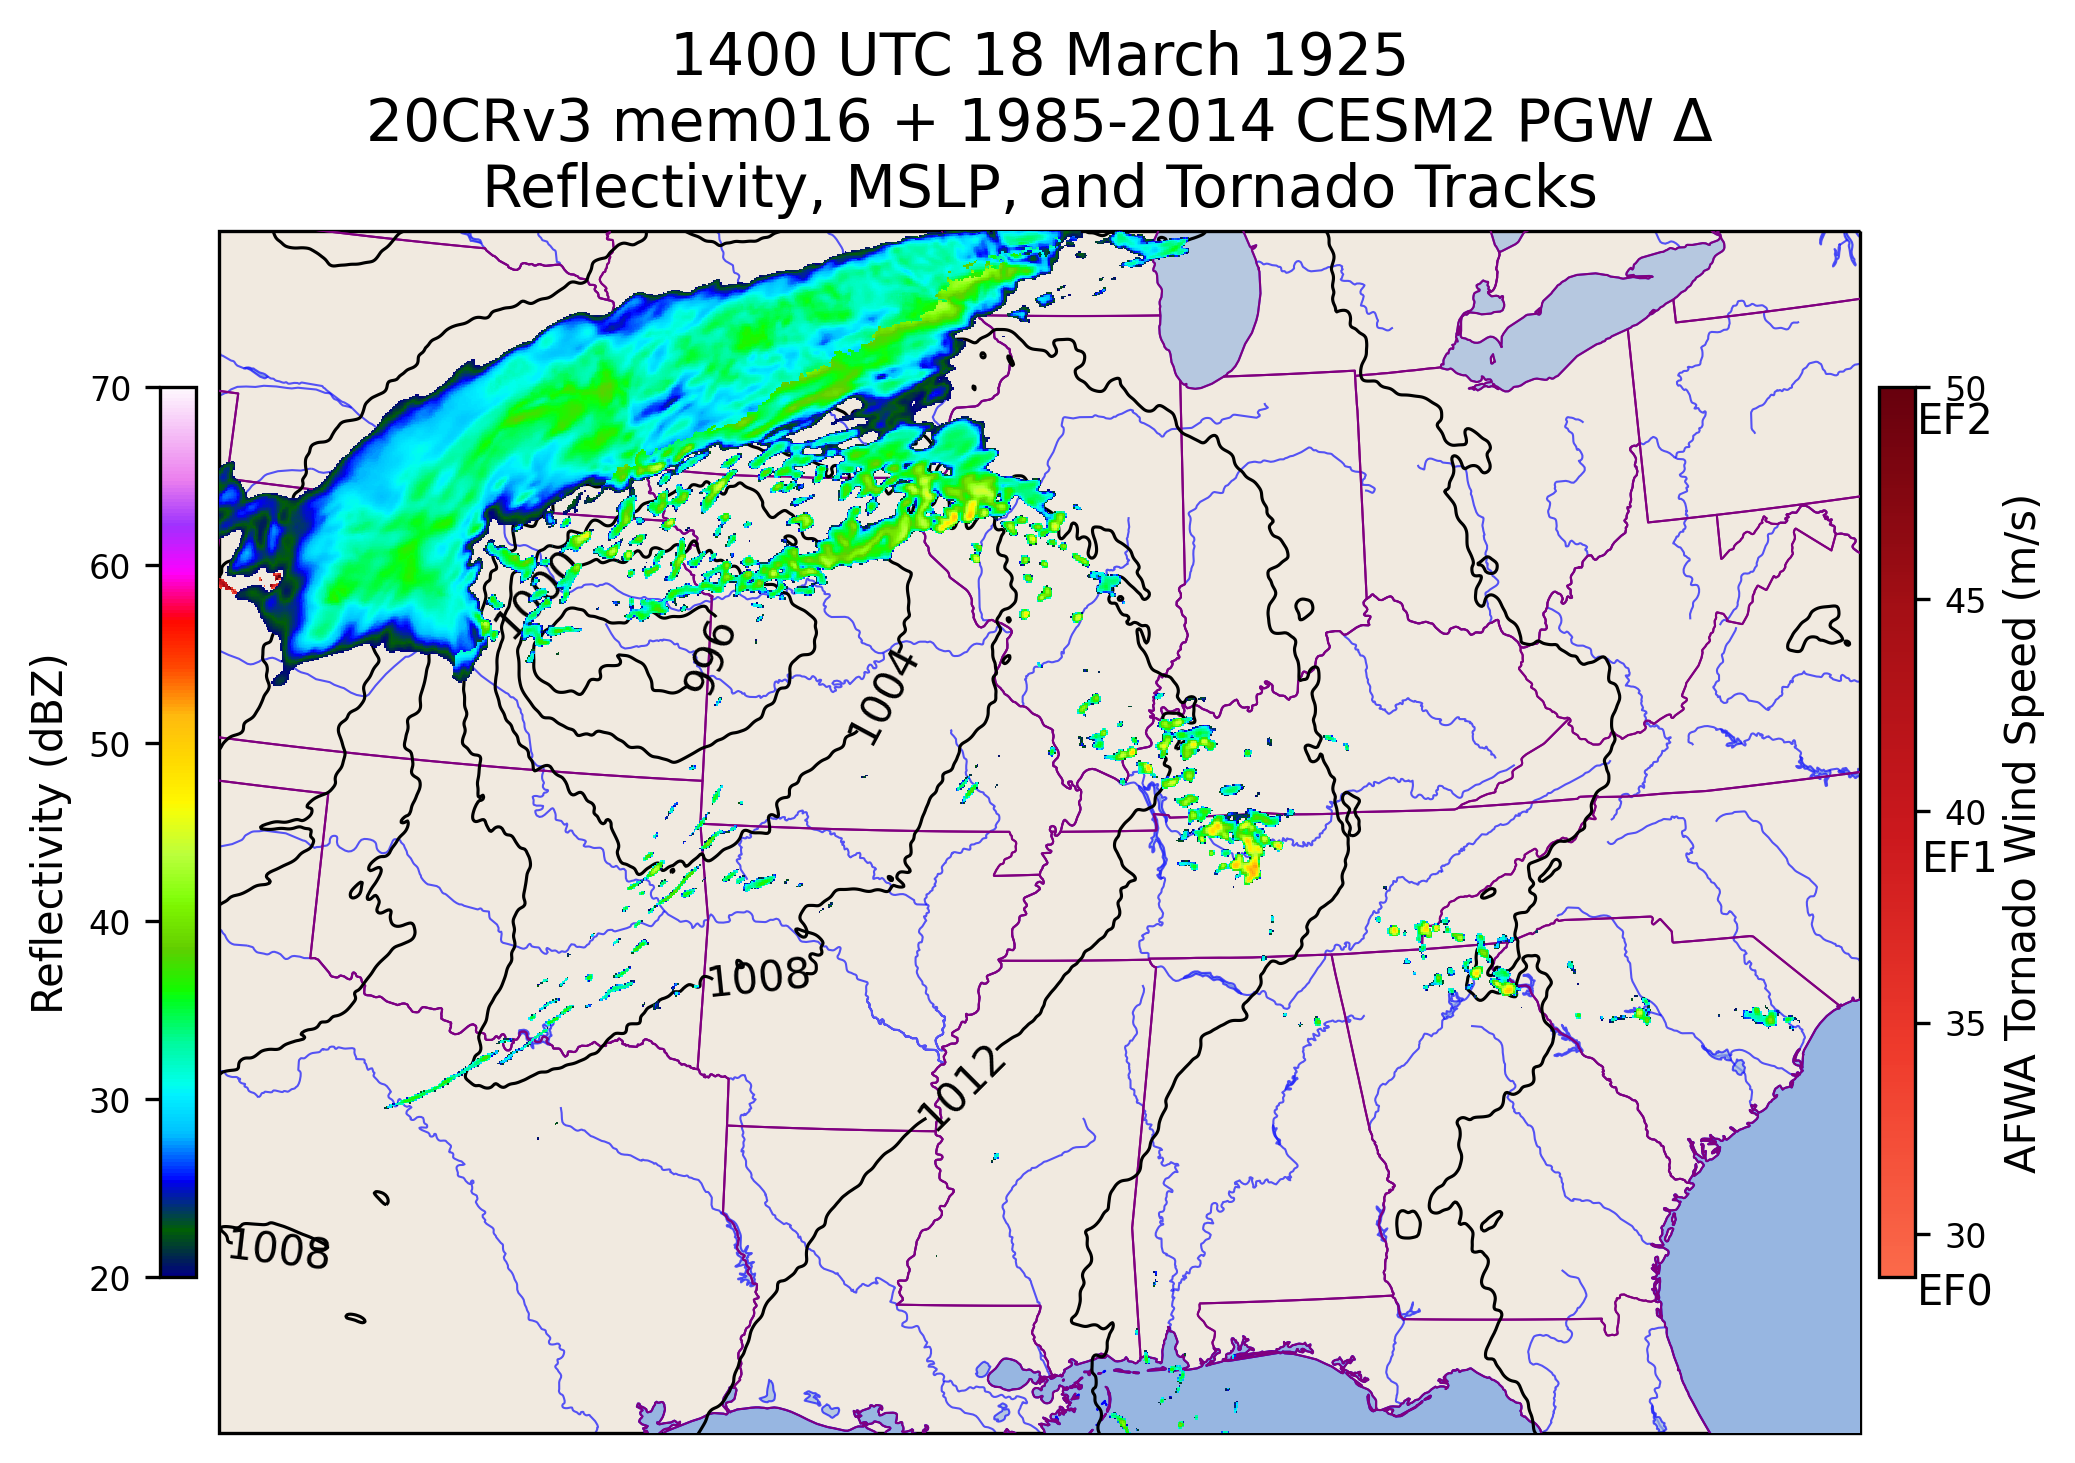 1400 UTC 18 March 1925
20CRv3 mem016 + 1985-2014 CESM2 PGW Δ
Reflectivity, MSLP, and Tornado Tracks
70
60
50
40
30
20
Reflectivity (dBZ)
1000
996
1004
1008
1012
1008
50
EF2
45
40
EF1
35
30
EF0
AFWA Tornado Wind Speed (m/s)